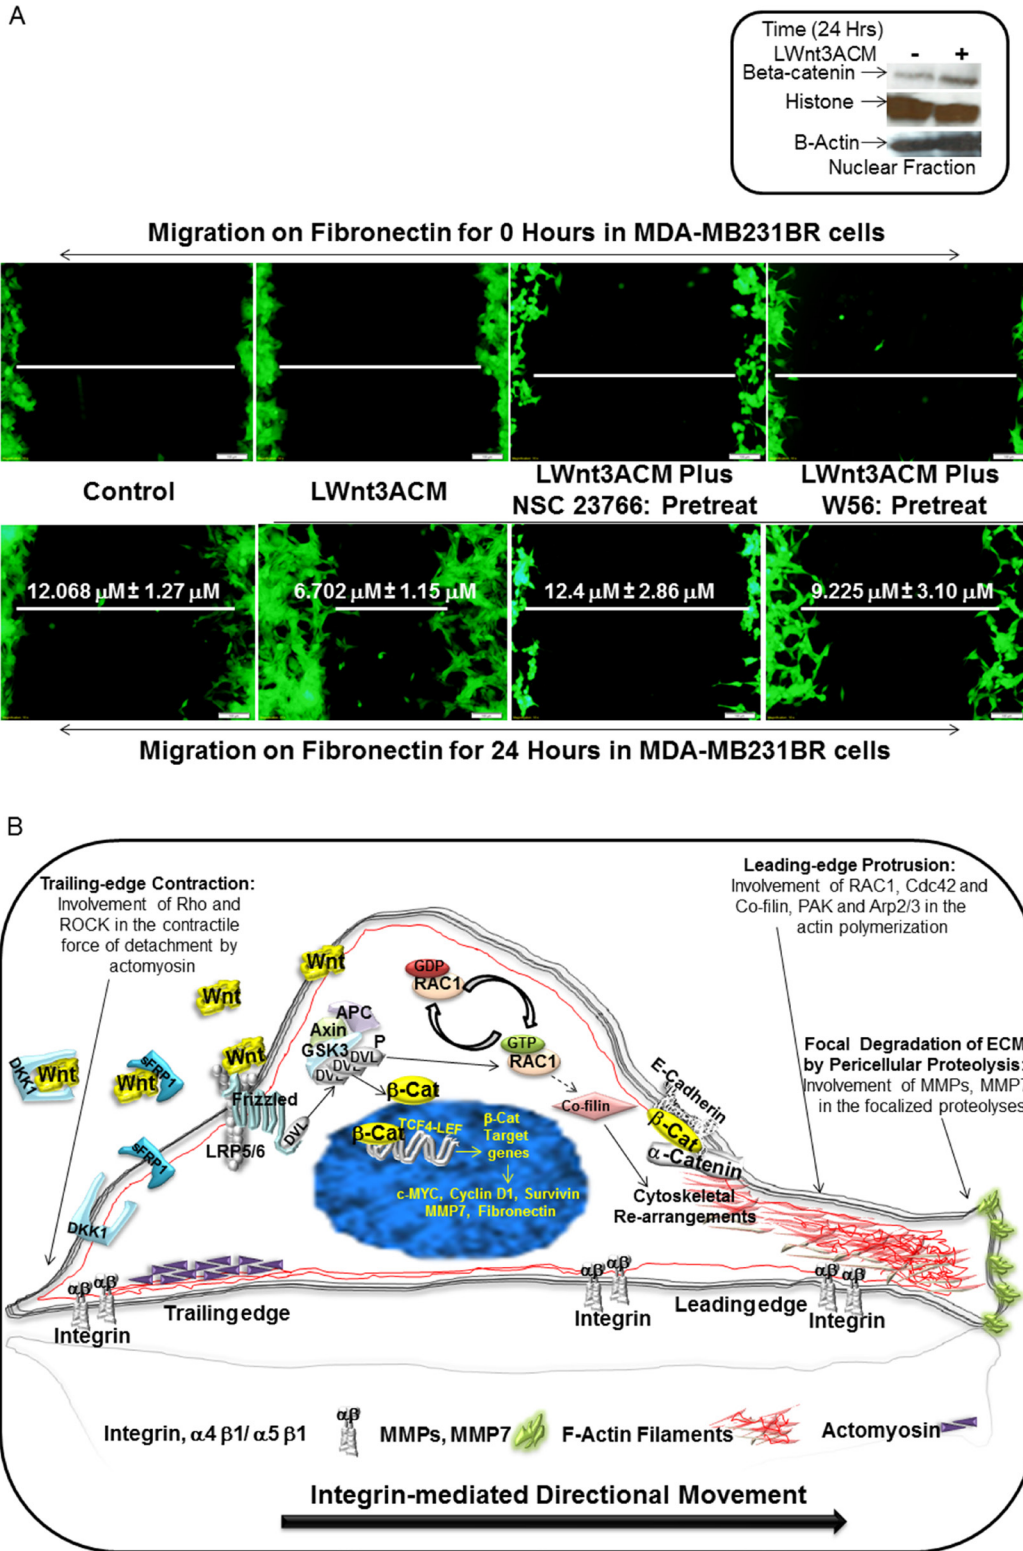 A
Time (24 Hrs)
LWnt3ACM - +
Beta-catenin
Histone
B-Actin
Nuclear Fraction
Migration on Fibronectin for 0 Hours in MDA-MB231BR cells
Control
LWnt3ACM
LWnt3ACM Plus
NSC 23766: Pretreat
LWnt3ACM Plus
W56: Pretreat
12.068 µM ± 1.27 µM
6.702 µM ± 1.15 µM
12.4 µM ± 2.86 µM
9.225 µM ± 3.10 µM
Migration on Fibronectin for 24 Hours in MDA-MB231BR cells
B
Trailing-edge Contraction:
Involvement of Rho and
ROCK in the contractile
force of detachment by
actomyosin
Leading-edge Protrusion:
Involvement of RAC1, Cdc42 and
Co-filin, PAK and Arp2/3 in the
actin polymerization
Focal Degradation of ECM
by Pericellular Proteolysis:
Involvement of MMPs, MMP7
in the focalized proteolyses
Wnt
Wnt
Wnt
DKK1
Wnt
Wnt
sFRP1
Frizzled
LRP5/6
DVL
sFRP1
DKK1
APC
Axin
GSK3
DVL
DVL
DVL
P
GDP
RAC1
GTP
RAC1
β-Cat
β-Cat
TCF4-LEF
β-Cat
Target
genes
c-MYC, Cyclin D1, Survivin
MMP7, Fibronectin
Co-filin
E-Cadherin
β-Cat
α-Catenin
Cytoskeletal
Re-arrangements
αβ
αβ
Integrin
Trailing edge
αβ
αβ
Integrin
Leading edge
αβ
αβ
Integrin
Integrin, α4 β1/ α5 β1
αβ
MMPs, MMP7
F-Actin Filaments
Actomyosin
Integrin-mediated Directional Movement